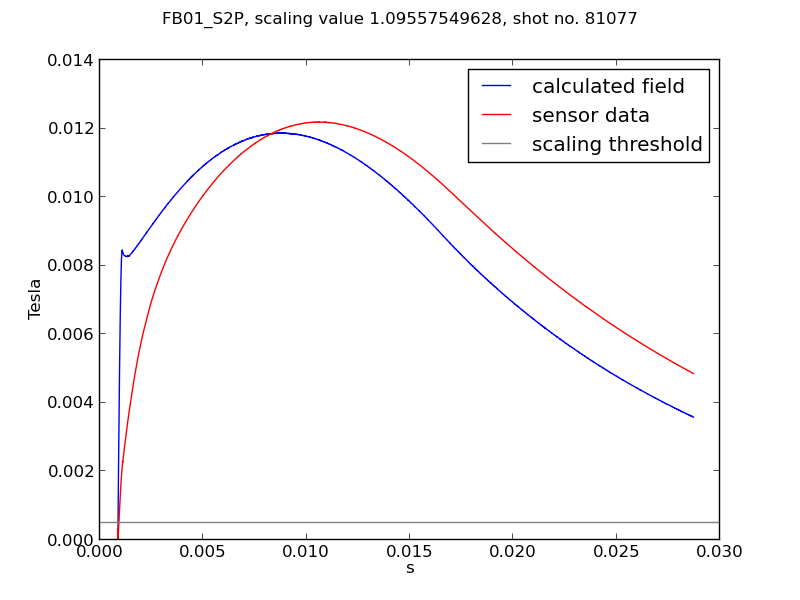 FB01_S2P, scaling value 1.09557549628, shot no. 81077
0.014
0.012
0.010
0.008
0.006
0.004
0.002
0.000
Tesla
calculated field
sensor data
scaling threshold
0.000 0.005 0.010 0.015 0.020 0.025 0.030
s